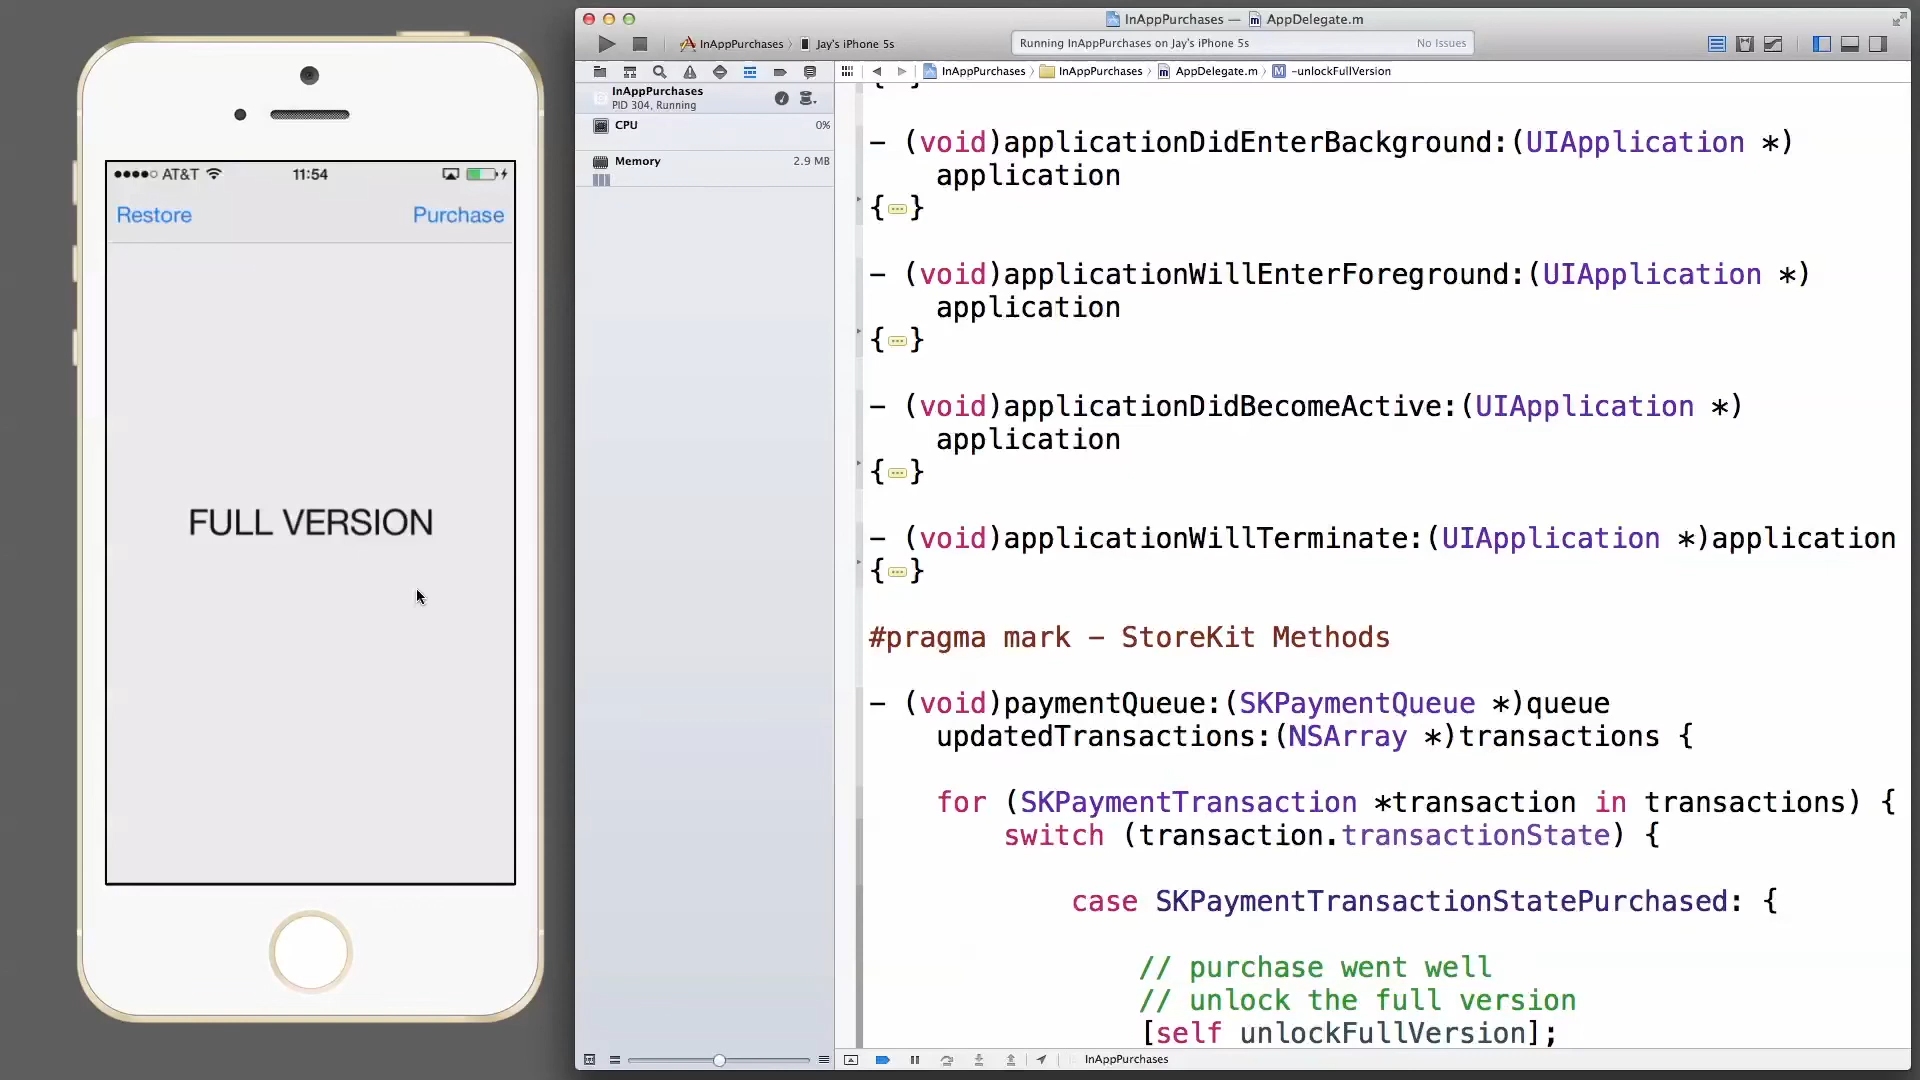 AT&T 11:54
Restore Purchase
FULL VERSION
InAppPurchases — AppDelegate.m
InAppPurchases Jay's iPhone 5s
Running InAppPurchases on Jay's iPhone 5s No Issues
InAppPurchases InAppPurchases AppDelegate.m -unlockFullVersion
InAppPurchases
PID 304, Running
CPU 0%
Memory 2.9 MB
- (void)applicationDidEnterBackground:(UIApplication *)
application
{...}
- (void)applicationWillEnterForeground:(UIApplication *)
application
{...}
- (void)applicationDidBecomeActive:(UIApplication *)
application
{...}
- (void)applicationWillTerminate:(UIApplication *)application
{...}
#pragma mark - StoreKit Methods
- (void)paymentQueue:(SKPaymentQueue *)queue
updatedTransactions:(NSArray *)transactions {
for (SKPaymentTransaction *transaction in transactions) {
switch (transaction.transactionState) {
case SKPaymentTransactionStatePurchased: {
// purchase went well
// unlock the full version
[self unlockFullVersion];
InAppPurchases